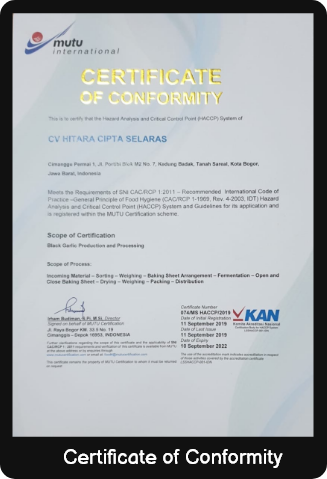 mutu
international
CERTIFICATE
OF CONFORMITY
This is to certify that the Hazard Analysis and Critical Control Point (HACCP) System of
CV HITARA CIPTA SELARAS
Cimanggu Permai 1, Jl. Perdito Blok M2 No. 7, Kedung Badak, Tanah Sareal, Kota Bogor,
Jawa Barat, Indonesia
Meets the Requirements of SNI CAC/RCP 1:2011 – Recommended International Code of
Practice –General Principle of Food Hygiene (CAC/RCP 1-1969, Rev. 4-2003, IDT) Hazard
Analysis and Critical Control Point (HACCP) System and Guidelines for its application and
is registered within the MUTU Certification scheme.
Scope of Certification
Black Garlic Production and Processing
Scope of Process:
Incoming Material – Sorting – Weighing – Baking Sheet Arrangement – Fermentation – Open and
Close Baking Sheet – Drying – Weighing – Packing – Distribution
Irham Budiman, S.Pi, M.Si, Director
Signed on behalf of MUTU Certification
Jl. Raya Bogor KM. 33 No. 19
Cimanggis – Depok 16953, INDONESIA
Certificate Number
074/MS HACCP/2019
Date of Initial Registration
11 September 2019
Date of Last Issue
11 September 2019
Date of Expiry
10 September 2022
KAN
Komite Akreditasi Nasional
Certificate of Conformity